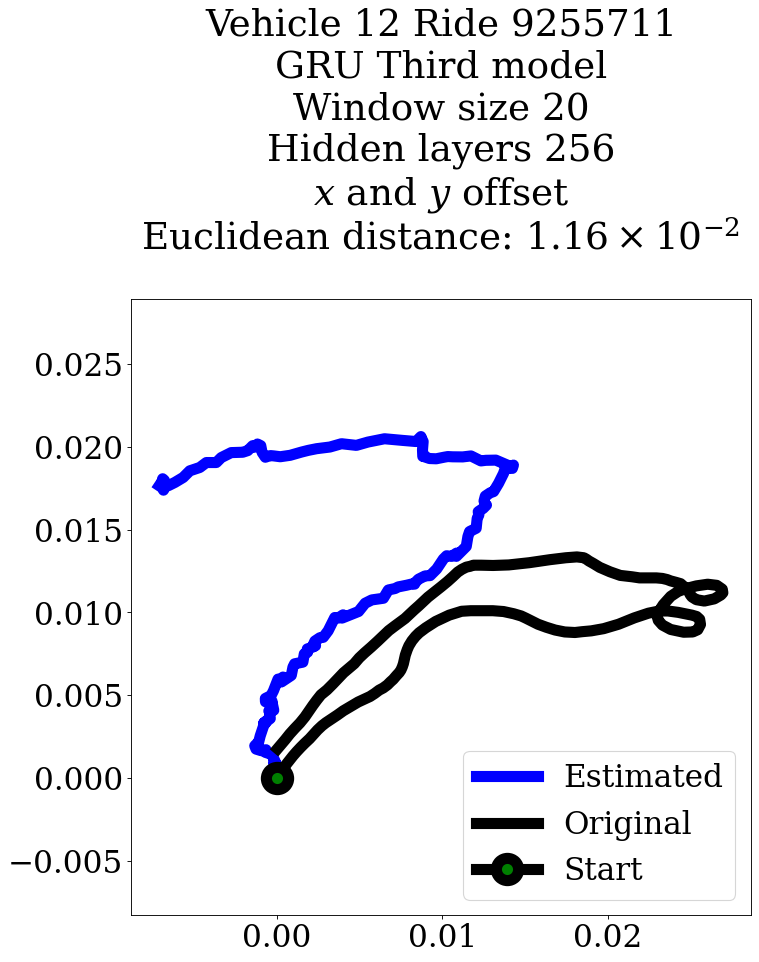 Vehicle 12 Ride 9255711
GRU Third model
Window size 20
Hidden layers 256
x and y offset
Euclidean distance: 1.16 × 10⁻²
0.025
0.020
0.015
0.010
0.005
0.000
−0.005
Estimated
Original
Start
0.00 0.01 0.02